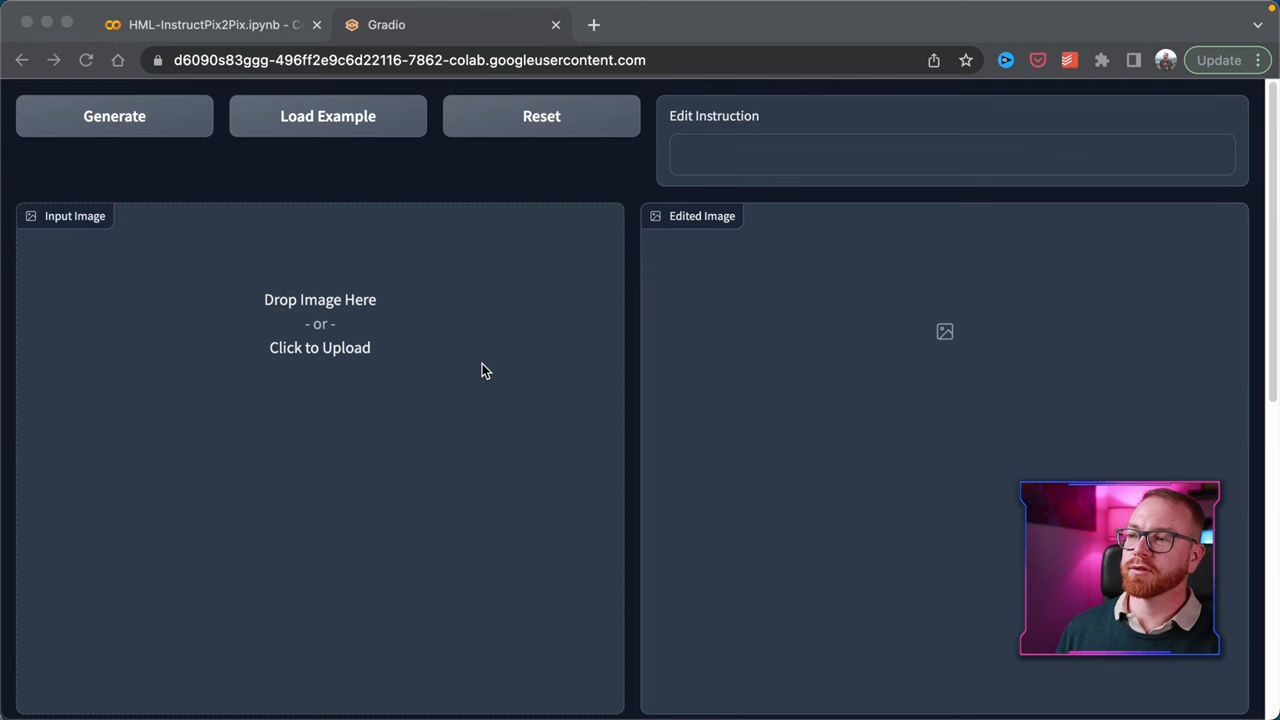 HML-InstructPix2Pix.ipynb - C
Gradio
d6090s83ggg-496ff2e9c6d22116-7862-colab.googleusercontent.com
Update
Generate
Load Example
Reset
Edit Instruction
Input Image
Edited Image
Drop Image Here
- or -
Click to Upload